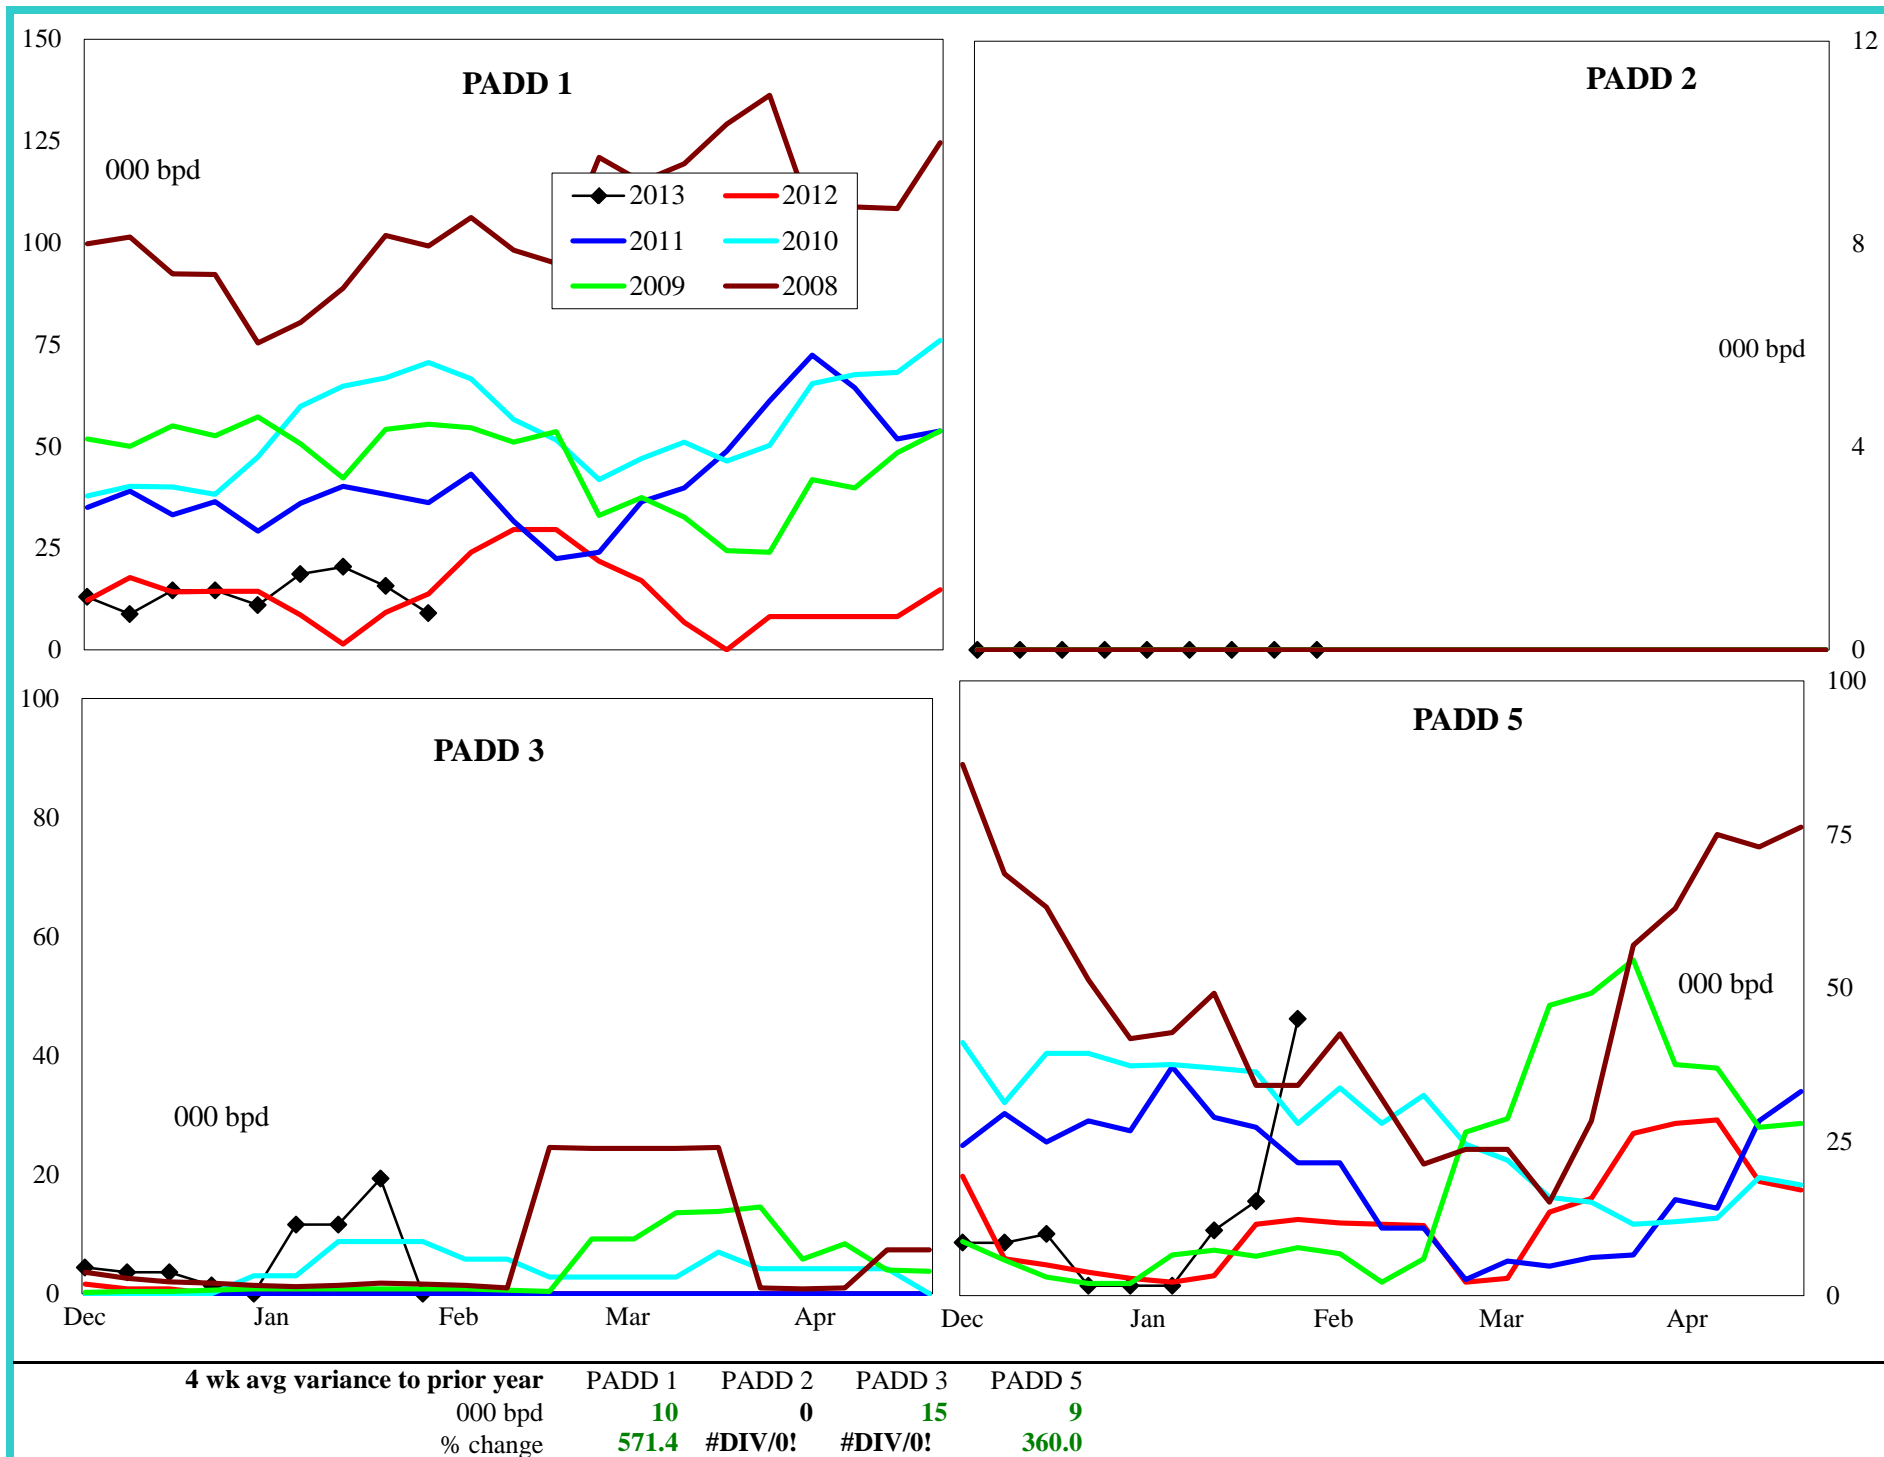 150
125
100
75
50
25
0
PADD 1
000 bpd
2013 2012
2011 2010
2009 2008
PADD 2
000 bpd
12
8
4
0
100
80
60
40
20
0
PADD 3
000 bpd
Dec Jan Feb Mar Apr
PADD 5
000 bpd
100
75
50
25
0
Dec Jan Feb Mar Apr
4 wk avg variance to prior year PADD 1 PADD 2 PADD 3 PADD 5
000 bpd 10 0 15 9
% change 571.4 #DIV/0! #DIV/0! 360.0